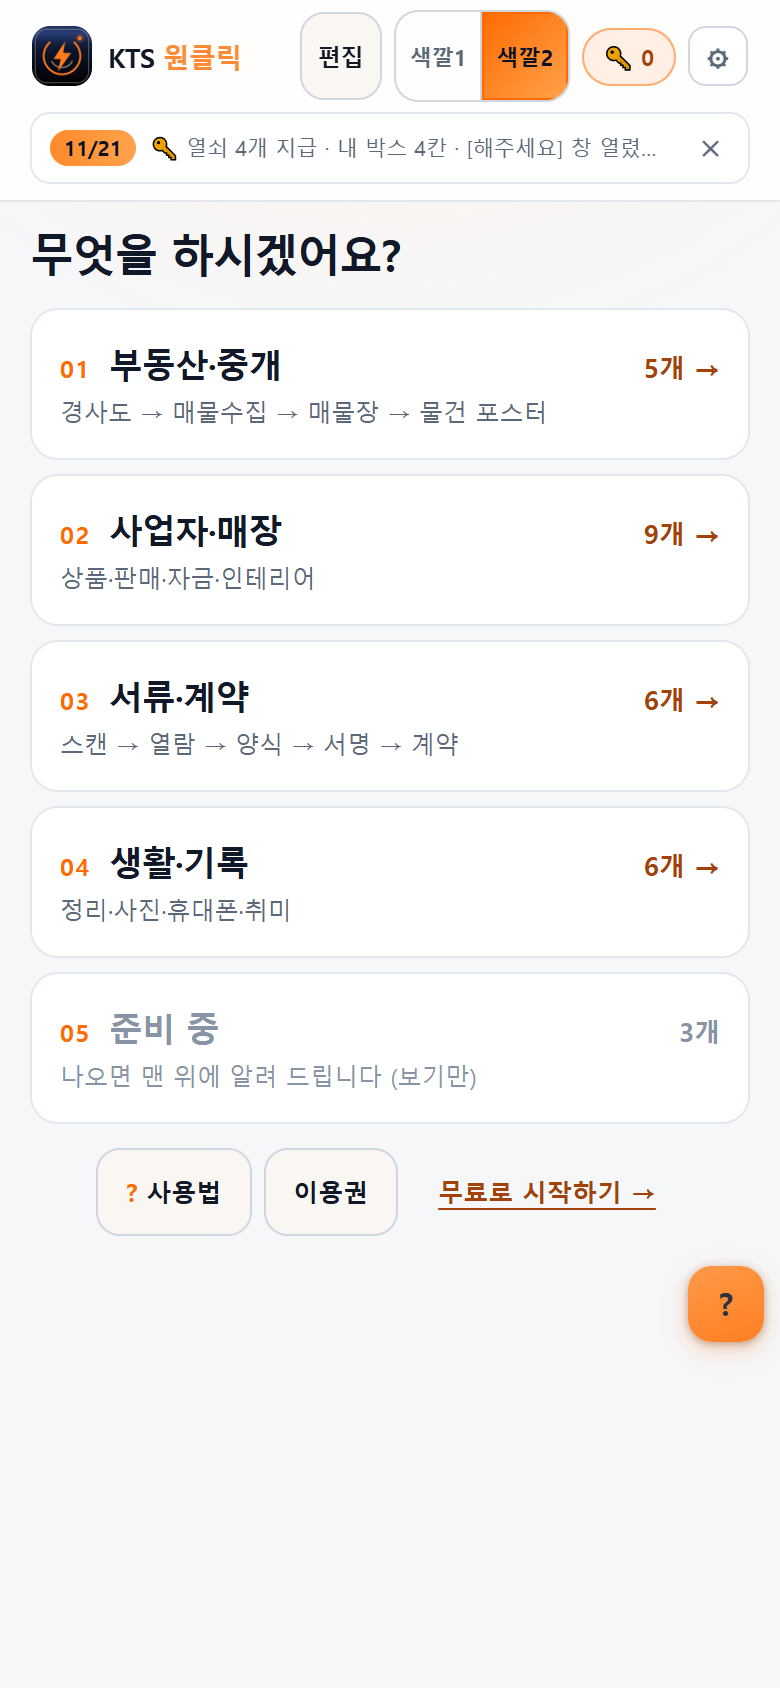 KTS 원클릭
편집
색깔1
색깔2
0
11/21 열쇠 4개 지급 · 내 박스 4칸 · [해주세요] 창 열렸...
무엇을 하시겠어요?
01 부동산·중개
5개 →
경사도 → 매물수집 → 매물장 → 물건 포스터
02 사업자·매장
9개 →
상품·판매·자금·인테리어
03 서류·계약
6개 →
스캔 → 열람 → 양식 → 서명 → 계약
04 생활·기록
6개 →
정리·사진·휴대폰·취미
05 준비 중
3개
나오면 맨 위에 알려 드립니다 (보기만)
? 사용법
이용권
무료로 시작하기 →
?